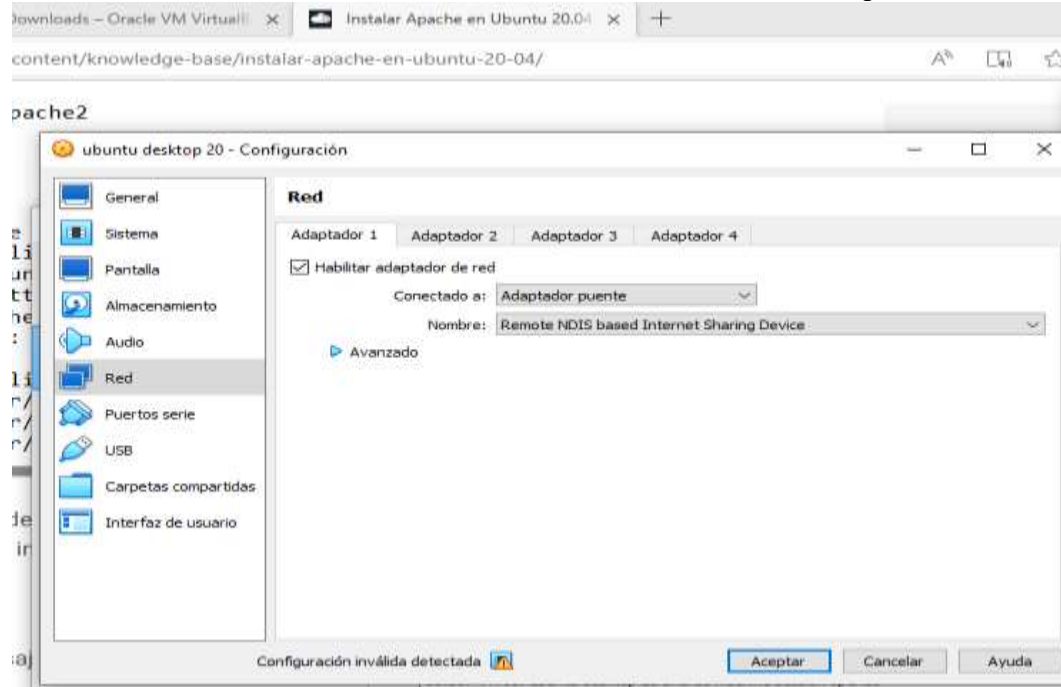 Downloads – Oracle VM Virtual
Instalar Apache en Ubuntu 20.04
content/knowledge-base/instalar-apache-en-ubuntu-20-04/
pache2
ubuntu desktop 20 - Configuración
General
Sistema
Pantalla
Almacenamiento
Audio
Red
Puertos serie
USB
Carpetas compartidas
Interfaz de usuario
Red
Adaptador 1 Adaptador 2 Adaptador 3 Adaptador 4
Habilitar adaptador de red
Conectado a: Adaptador puente
Nombre: Remote NDIS based Internet Sharing Device
Avanzado
Configuración inválida detectada
Aceptar Cancelar Ayuda